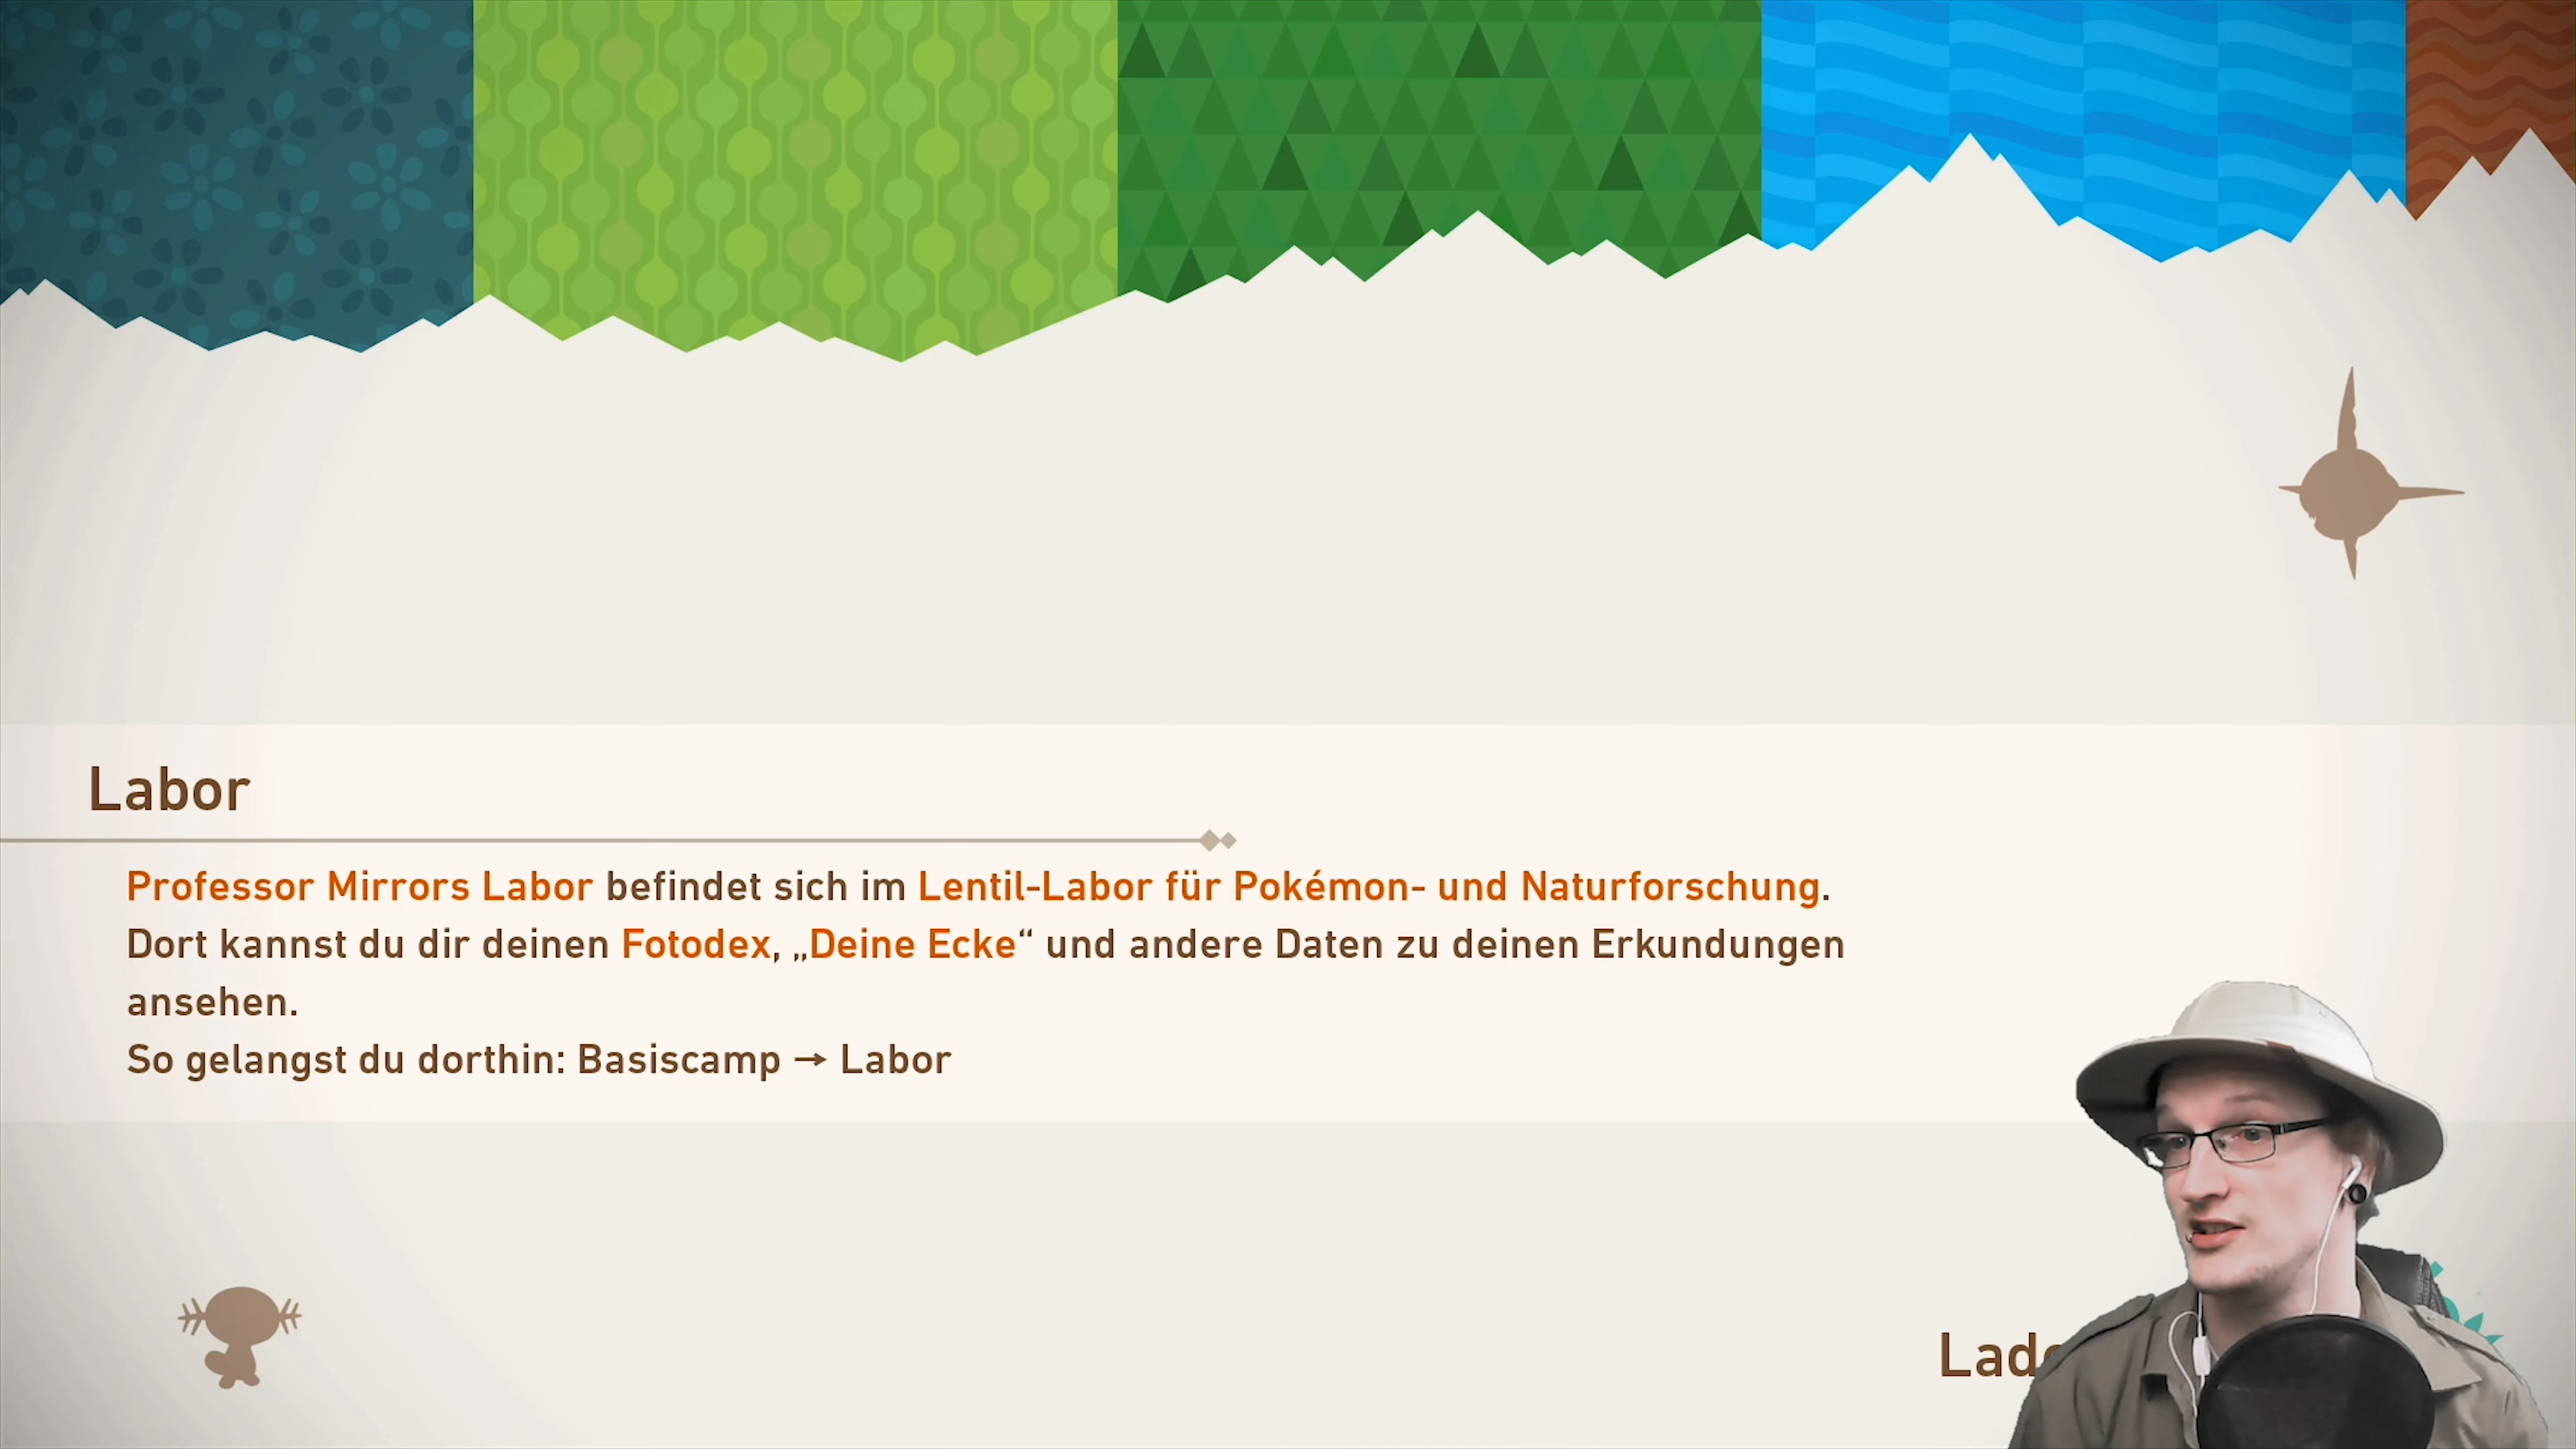 Labor
Professor Mirrors Labor befindet sich im Lentil-Labor für Pokémon- und Naturforschung.
Dort kannst du dir deinen Fotodex, „Deine Ecke“ und andere Daten zu deinen Erkundungen
ansehen.
So gelangst du dorthin: Basiscamp → Labor